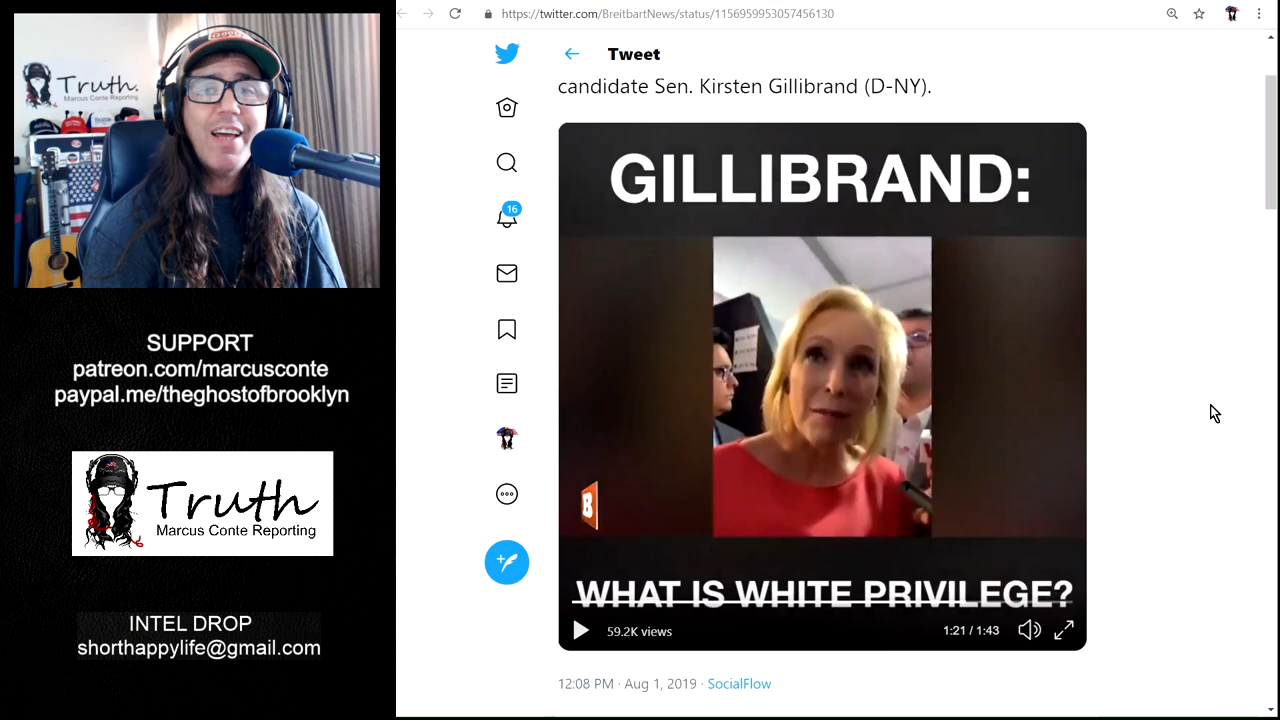 Truth.
Marcus Conte Reporting
SUPPORT
patreon.com/marcusconte
paypal.me/theghostofbrooklyn
Truth
Marcus Conte Reporting
INTEL DROP
shorthappylife@gmail.com
https://twitter.com/BreitbartNews/status/1156959953057456130
Tweet
16
candidate Sen. Kirsten Gillibrand (D-NY).
GILLIBRAND:
B
WHAT IS WHITE PRIVILEGE?
59.2K views
1:21 / 1:43
12:08 PM · Aug 1, 2019 · SocialFlow